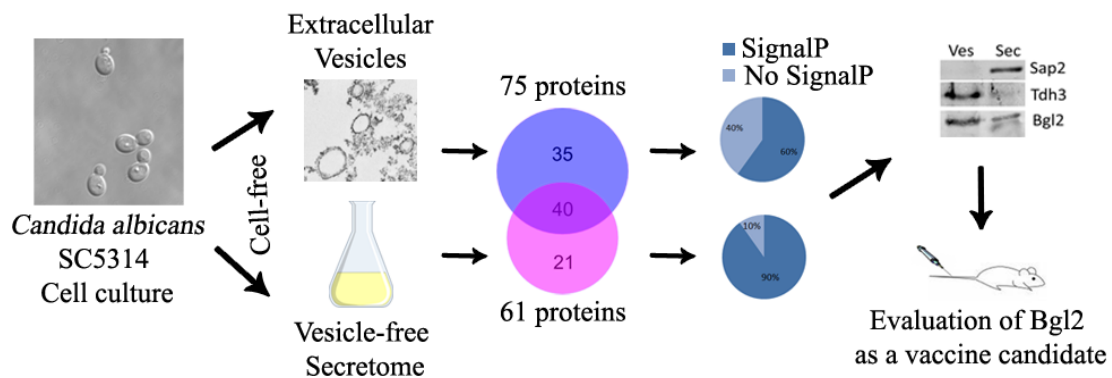 Candida albicans
SC5314
Cell culture
Cell-free
Extracellular
Vesicles
Vesicle-free
Secretome
75 proteins
35
40
21
61 proteins
SignalP
No SignalP
40%
60%
10%
90%
Ves Sec
Sap2
Tdh3
Bgl2
Evaluation of Bgl2
as a vaccine candidate